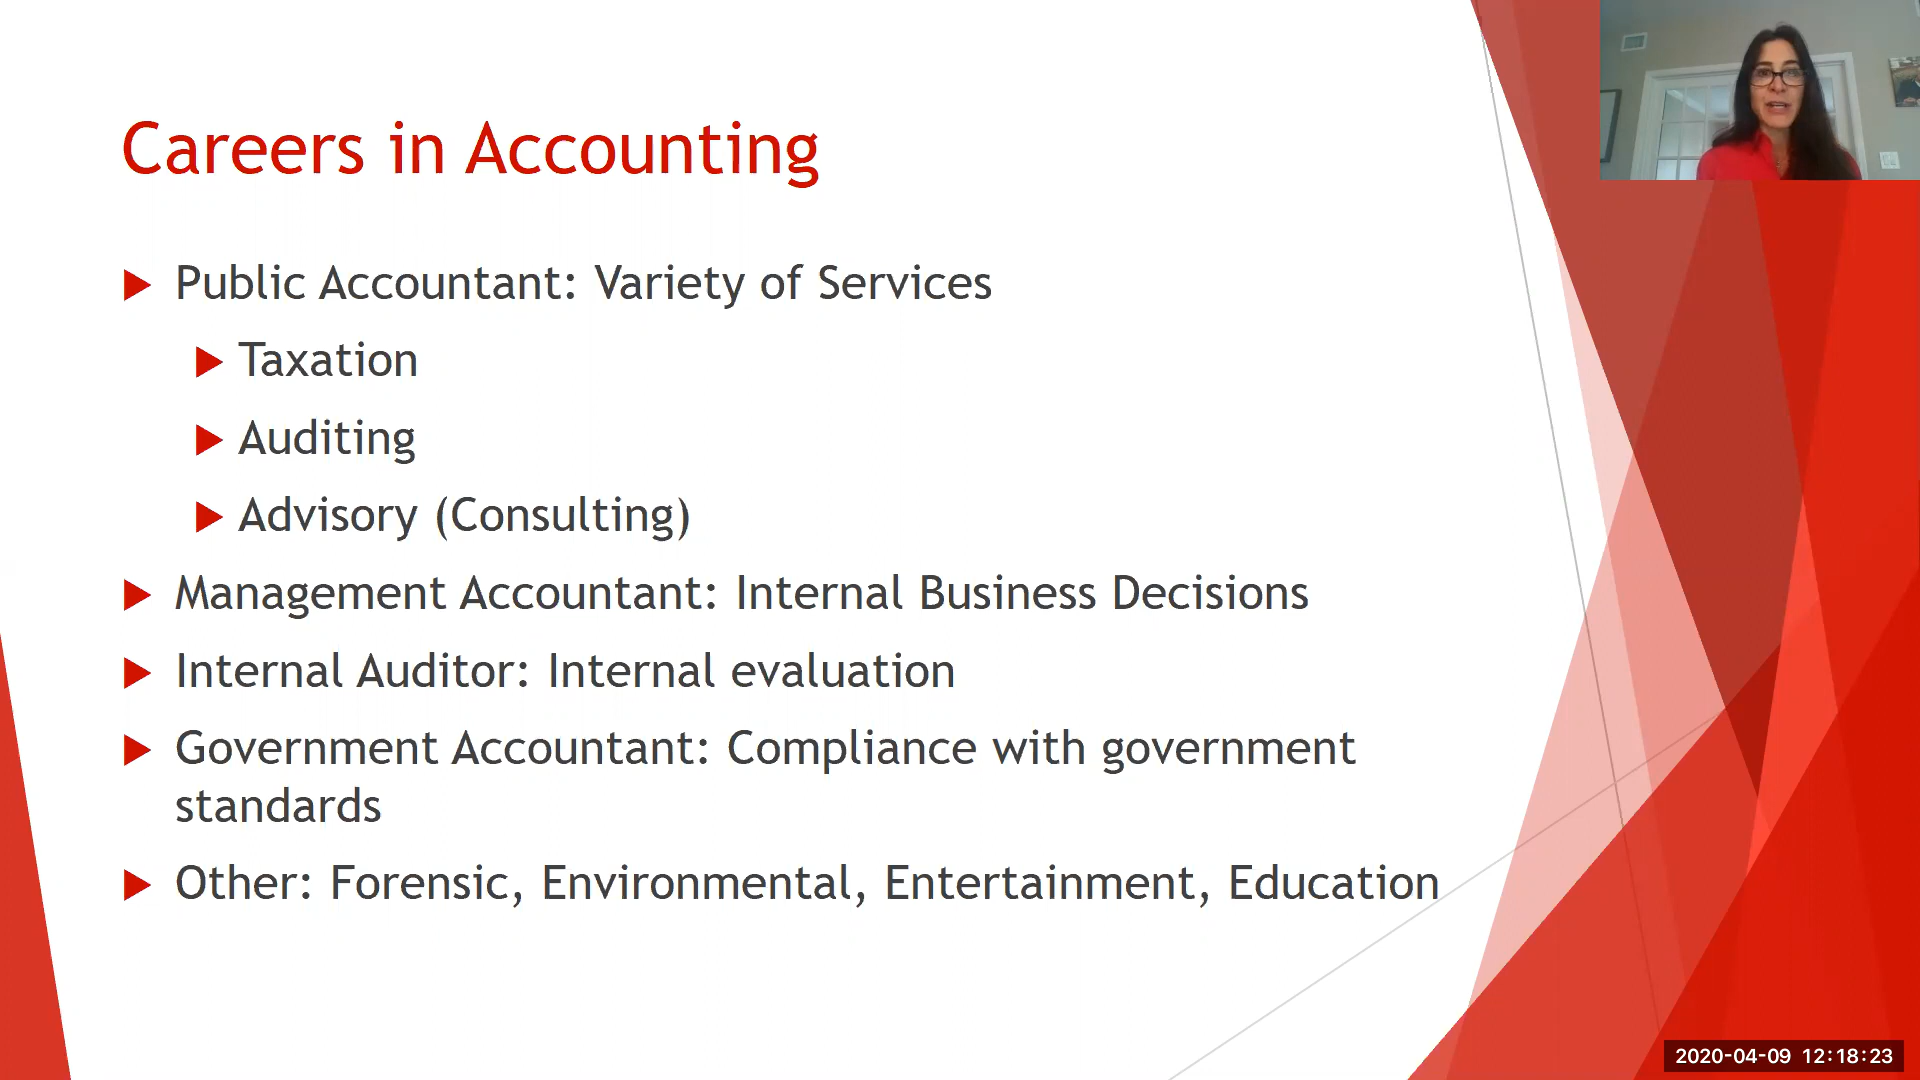 Careers in Accounting
Public Accountant: Variety of Services
Taxation
Auditing
Advisory (Consulting)
Management Accountant: Internal Business Decisions
Internal Auditor: Internal evaluation
Government Accountant: Compliance with government
standards
Other: Forensic, Environmental, Entertainment, Education
2020-04-09 12:18:23